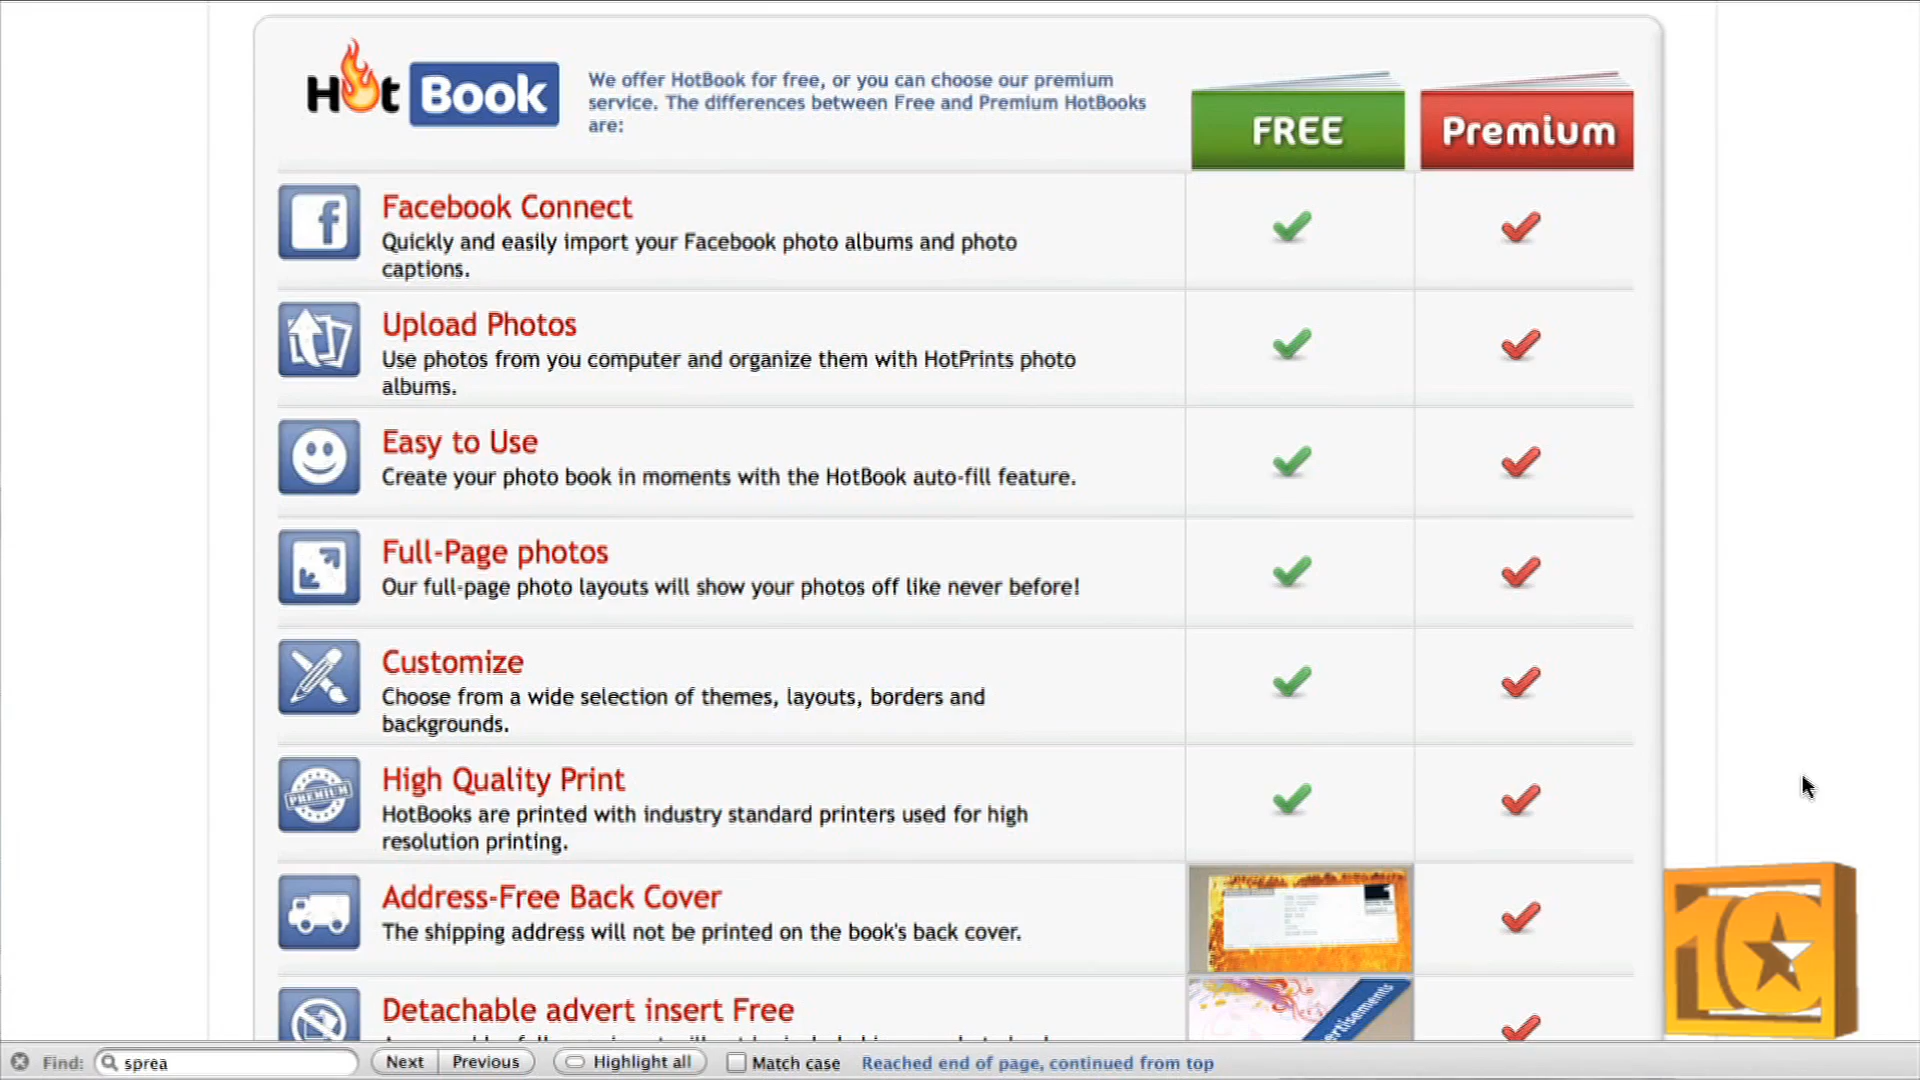 Hot Book
We offer HotBook for free, or you can choose our premium
service. The differences between Free and Premium HotBooks
are:
FREE
Premium
Facebook Connect
Quickly and easily import your Facebook photo albums and photo
captions.
Upload Photos
Use photos from you computer and organize them with HotPrints photo
albums.
Easy to Use
Create your photo book in moments with the HotBook auto-fill feature.
Full-Page photos
Our full-page photo layouts will show your photos off like never before!
Customize
Choose from a wide selection of themes, layouts, borders and
backgrounds.
PREMIUM
High Quality Print
HotBooks are printed with industry standard printers used for high
resolution printing.
Address-Free Back Cover
The shipping address will not be printed on the book's back cover.
Detachable advert insert Free
10
Find: sprea
Next
Previous
Highlight all
Match case
Reached end of page, continued from top